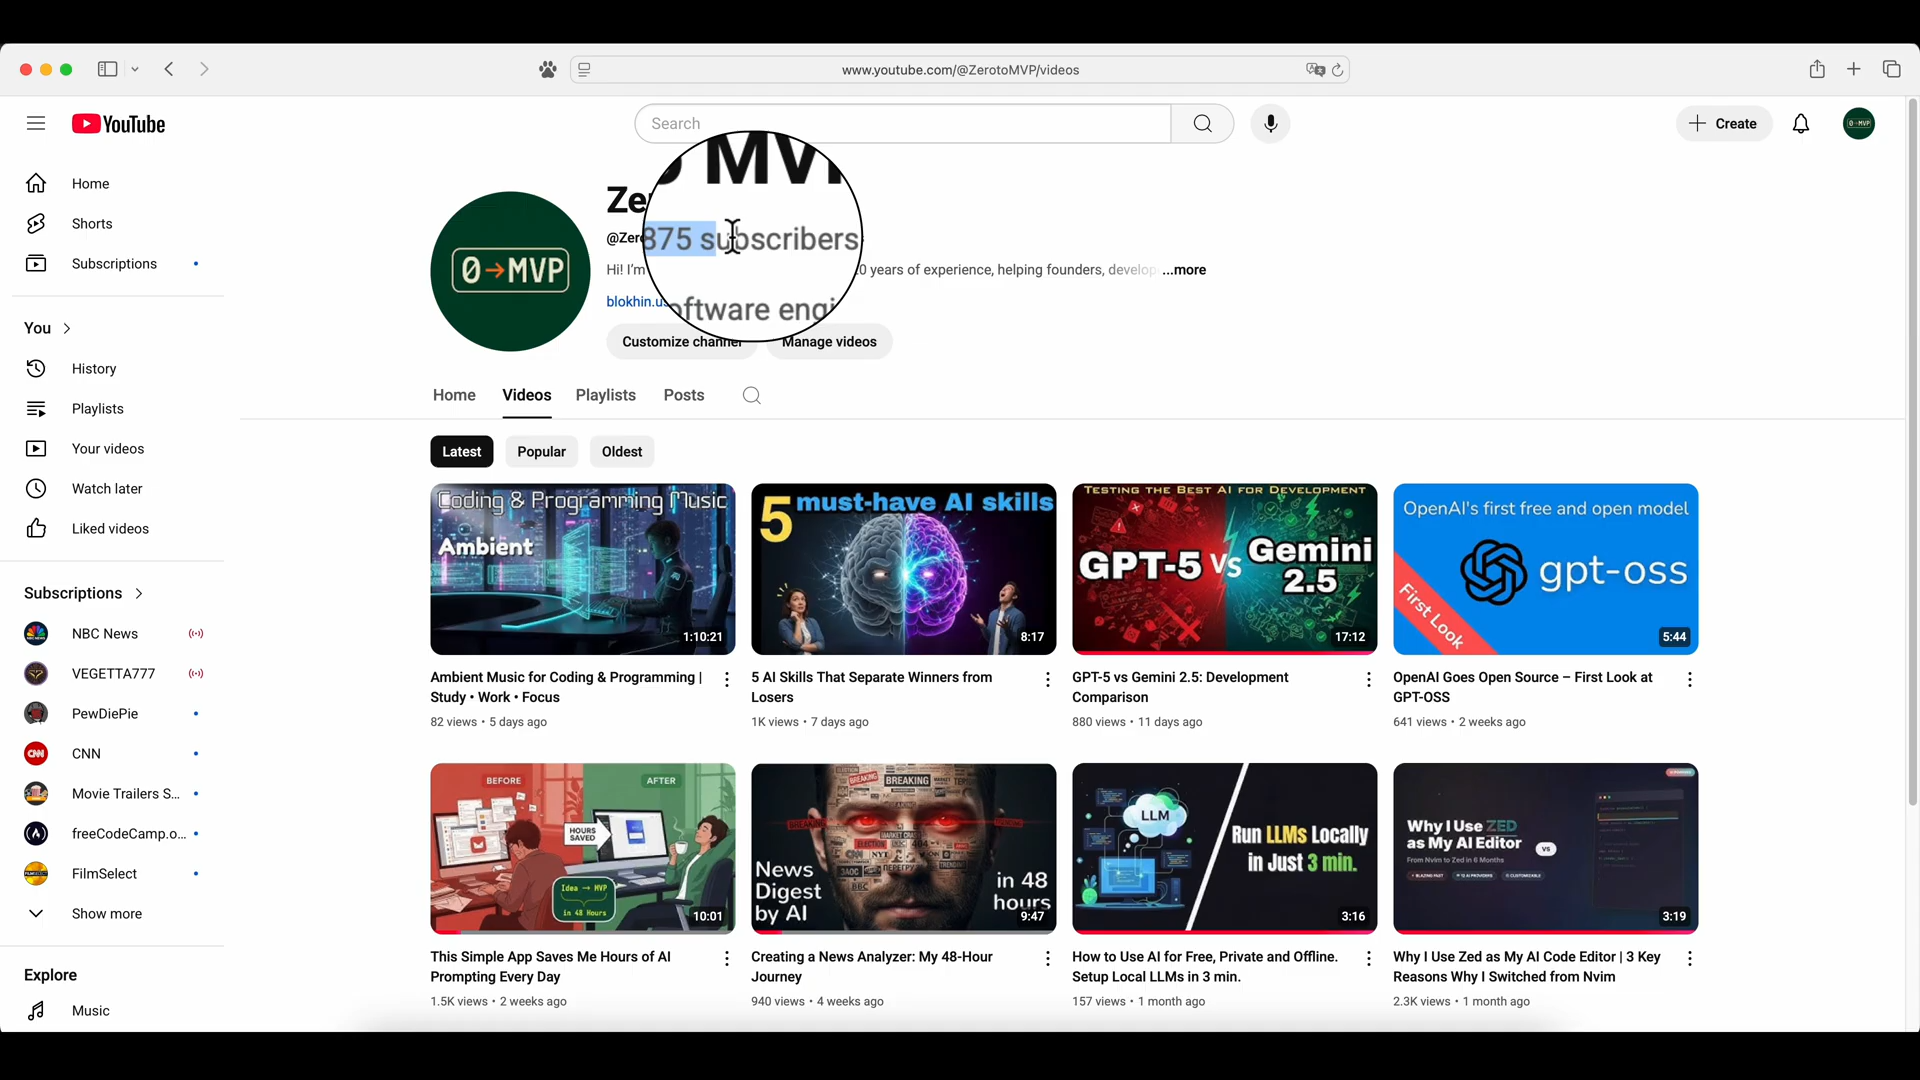 www.youtube.com/@ZerotoMVP/videos
YouTube
Search
Create
0→MVP
Home
Shorts
Subscriptions
You
History
Playlists
Your videos
Watch later
Liked videos
Subscriptions
NBC News
VEGETTA777
PewDiePie
CNN
Movie Trailers S...
freeCodeCamp.o...
FilmSelect
Show more
Explore
Music
0→MVP
Ze
MV
@Zero
875 subscribers
Hi! I'm
0 years of experience, helping founders, develop
...more
blokhin.us
oftware engi
Customize channel
Manage videos
Home
Videos
Playlists
Posts
Latest
Popular
Oldest
Coding & Programming Music
Ambient
1:10:21
Ambient Music for Coding & Programming |
Study • Work • Focus
82 views • 5 days ago
5 must-have AI skills
8:17
5 AI Skills That Separate Winners from
Losers
1K views • 7 days ago
TESTING THE BEST AI FOR DEVELOPMENT
GPT-5 vs Gemini
2.5
17:12
GPT-5 vs Gemini 2.5: Development
Comparison
880 views • 11 days ago
OpenAI's first free and open model
gpt-oss
First Look
5:44
OpenAI Goes Open Source – First Look at
GPT-OSS
641 views • 2 weeks ago
BEFORE
AFTER
HOURS
SAVED
Idea → MVP
in 48 Hours
10:01
This Simple App Saves Me Hours of AI
Prompting Every Day
1.5K views • 2 weeks ago
BREAKING
News
Digest
by AI
in 48
hours
9:47
Creating a News Analyzer: My 48-Hour
Journey
940 views • 4 weeks ago
LLM
Run LLMs Locally
in Just 3 min.
3:16
How to Use AI for Free, Private and Offline.
Setup Local LLMs in 3 min.
157 views • 1 month ago
Why I Use ZED
as My AI Editor
From Nvim to Zed in 6 Months
VS
3:19
Why I Use Zed as My AI Code Editor | 3 Key
Reasons Why I Switched from Nvim
2.3K views • 1 month ago